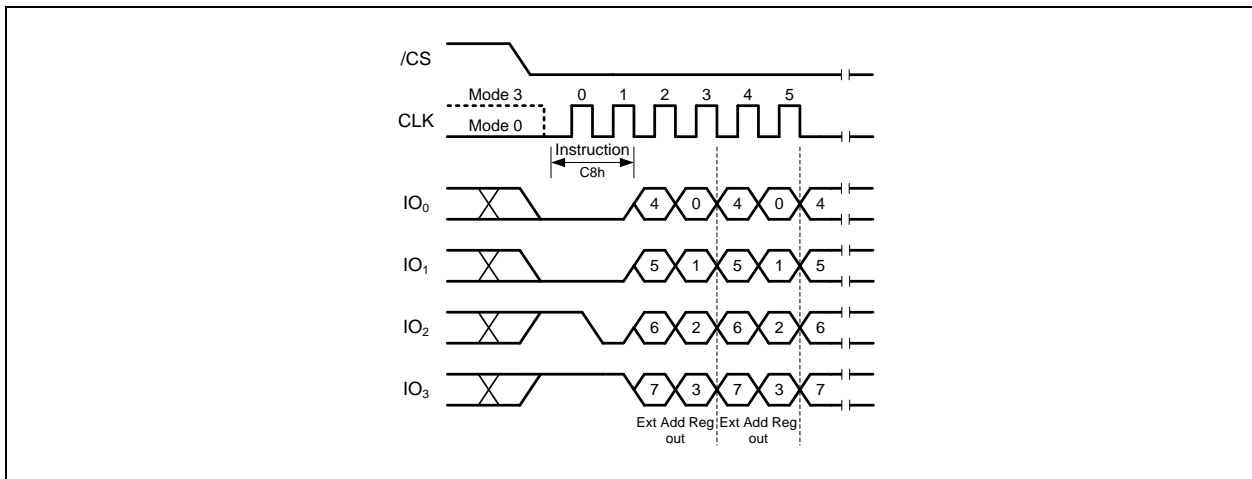 /CS
Mode 3 0 1 2 3 4 5
CLK
Mode 0
Instruction
C8h
IO0 4 0 4 0 4
IO1 5 1 5 1 5
IO2 6 2 6 2 6
IO3 7 3 7 3 7
Ext Add Reg Ext Add Reg
out out